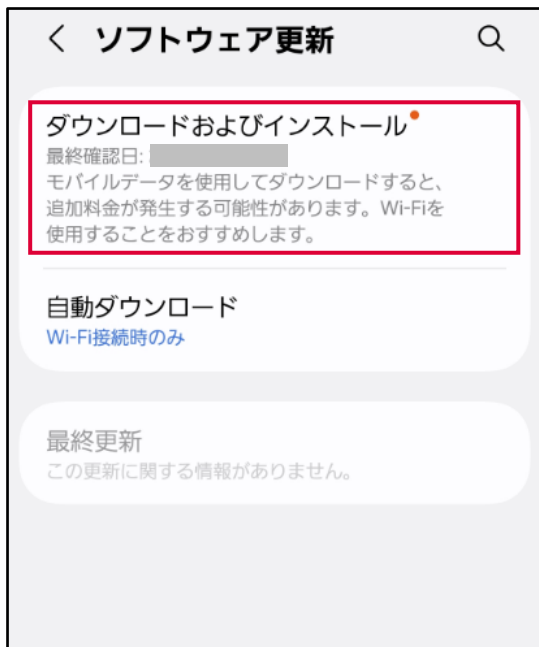 ソフトウェア更新
ダウンロードおよびインストール
最終確認日:
モバイルデータを使用してダウンロードすると、
追加料金が発生する可能性があります。Wi-Fiを
使用することをおすすめします。
自動ダウンロード
Wi-Fi接続時のみ
最終更新
この更新に関する情報がありません。